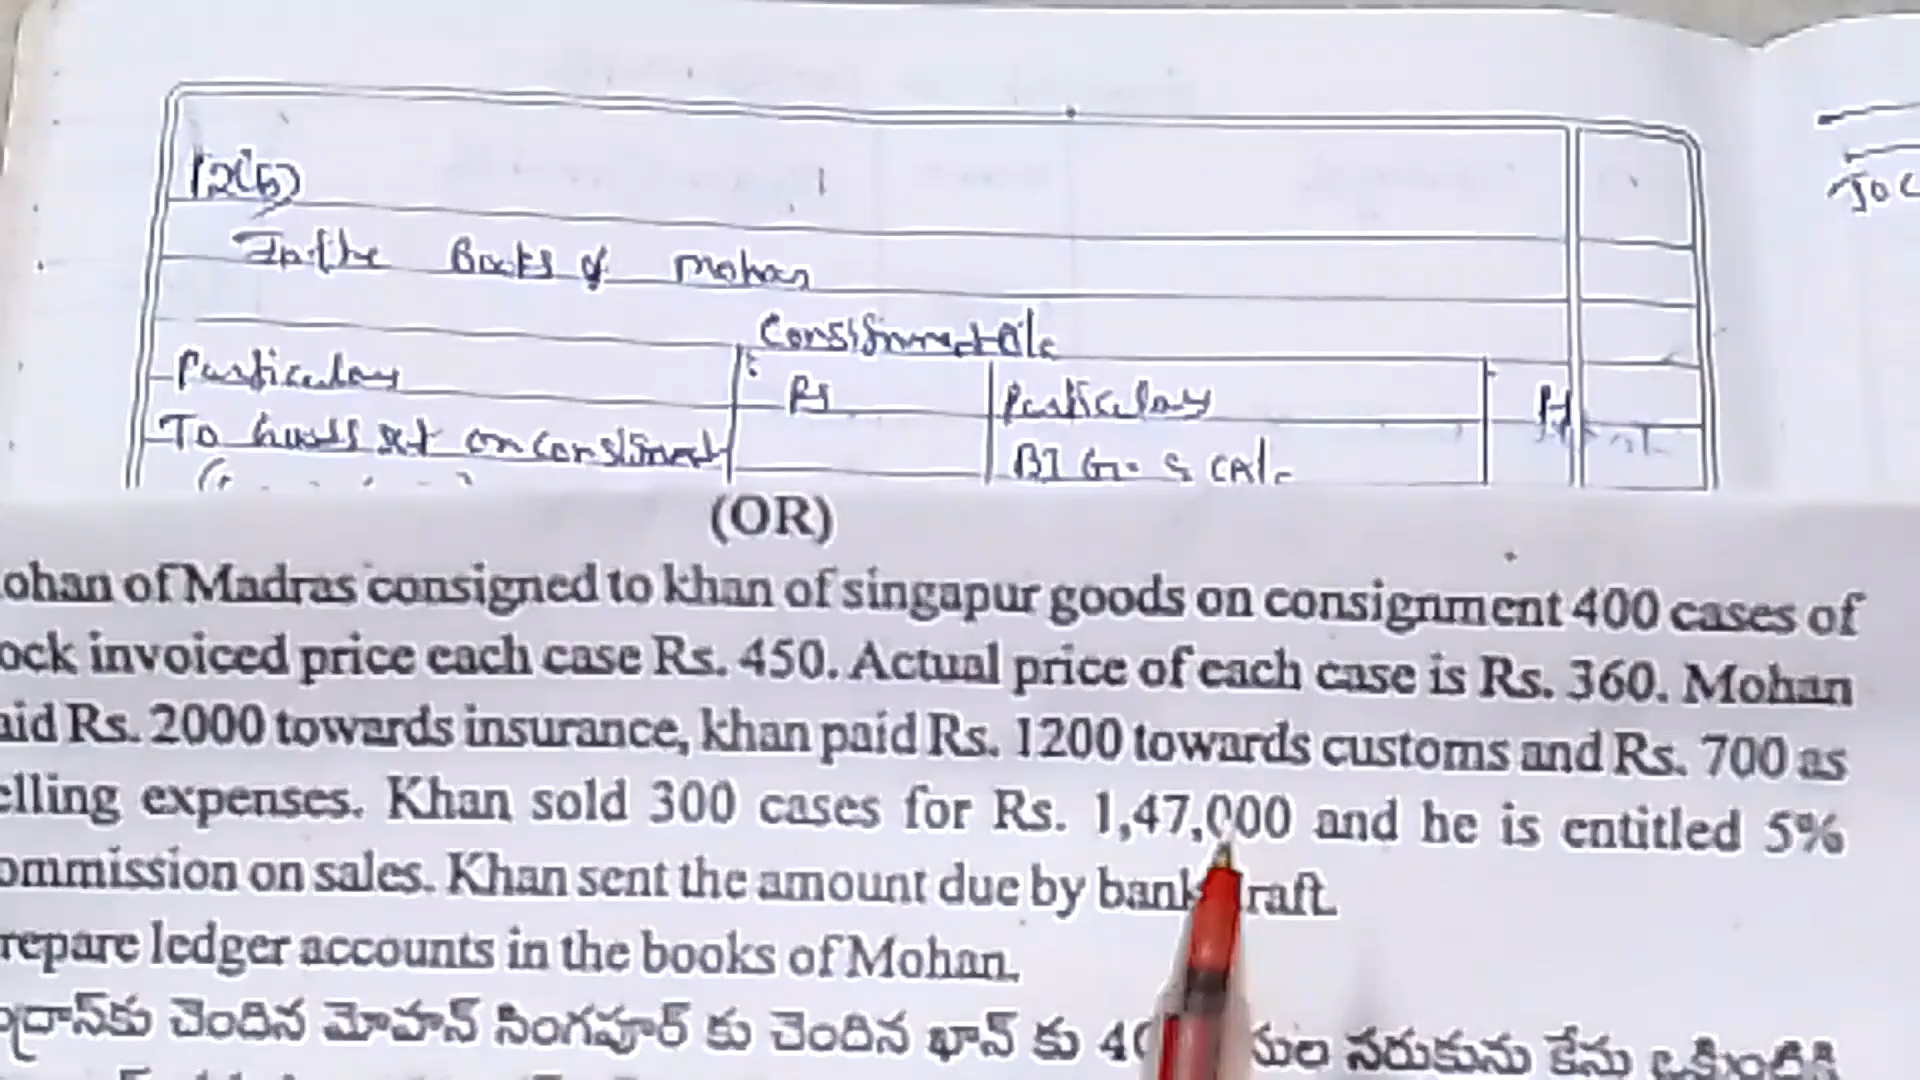 12(b)
In the Books of Mohan
Consignment A/c
Particulars Rs Particulars
To Goods set on consignment
(OR)
ohan of Madras consigned to khan of singapur goods on consignment 400 cases of
ock invoiced price each case Rs. 450. Actual price of each case is Rs. 360. Mohan
aid Rs. 2000 towards insurance, khan paid Rs. 1200 towards customs and Rs. 700 as
elling expenses. Khan sold 300 cases for Rs. 1,47,000 and he is entitled 5%
ommission on sales. Khan sent the amount due by bank draft.
repare ledger accounts in the books of Mohan.
ద్రాస్‌కు చెందిన మోహన్ సింగపూర్ కు చెందిన ఖాన్ కు 40 సరుకును కేసు ఒక్కింటికి